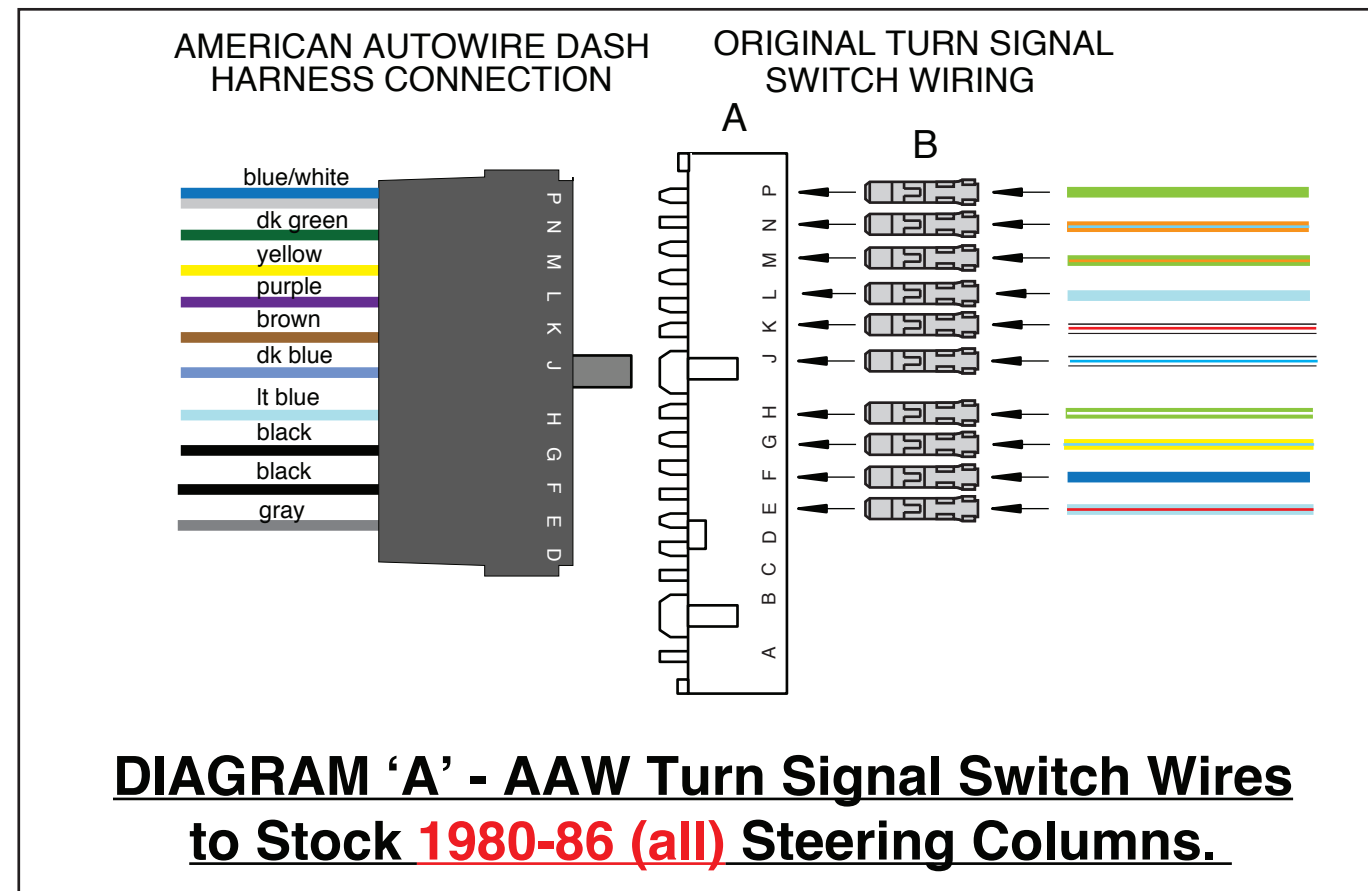 AMERICAN AUTOWIRE DASH
HARNESS CONNECTION
ORIGINAL TURN SIGNAL
SWITCH WIRING
A
B
blue/white
dk green
yellow
purple
brown
dk blue
lt blue
black
black
gray
P
N
M
L
K
J
H
G
F
E
D
P
N
M
L
K
J
H
G
F
E
D
C
B
A
DIAGRAM ‘A’ - AAW Turn Signal Switch Wires
to Stock 1980-86 (all) Steering Columns.